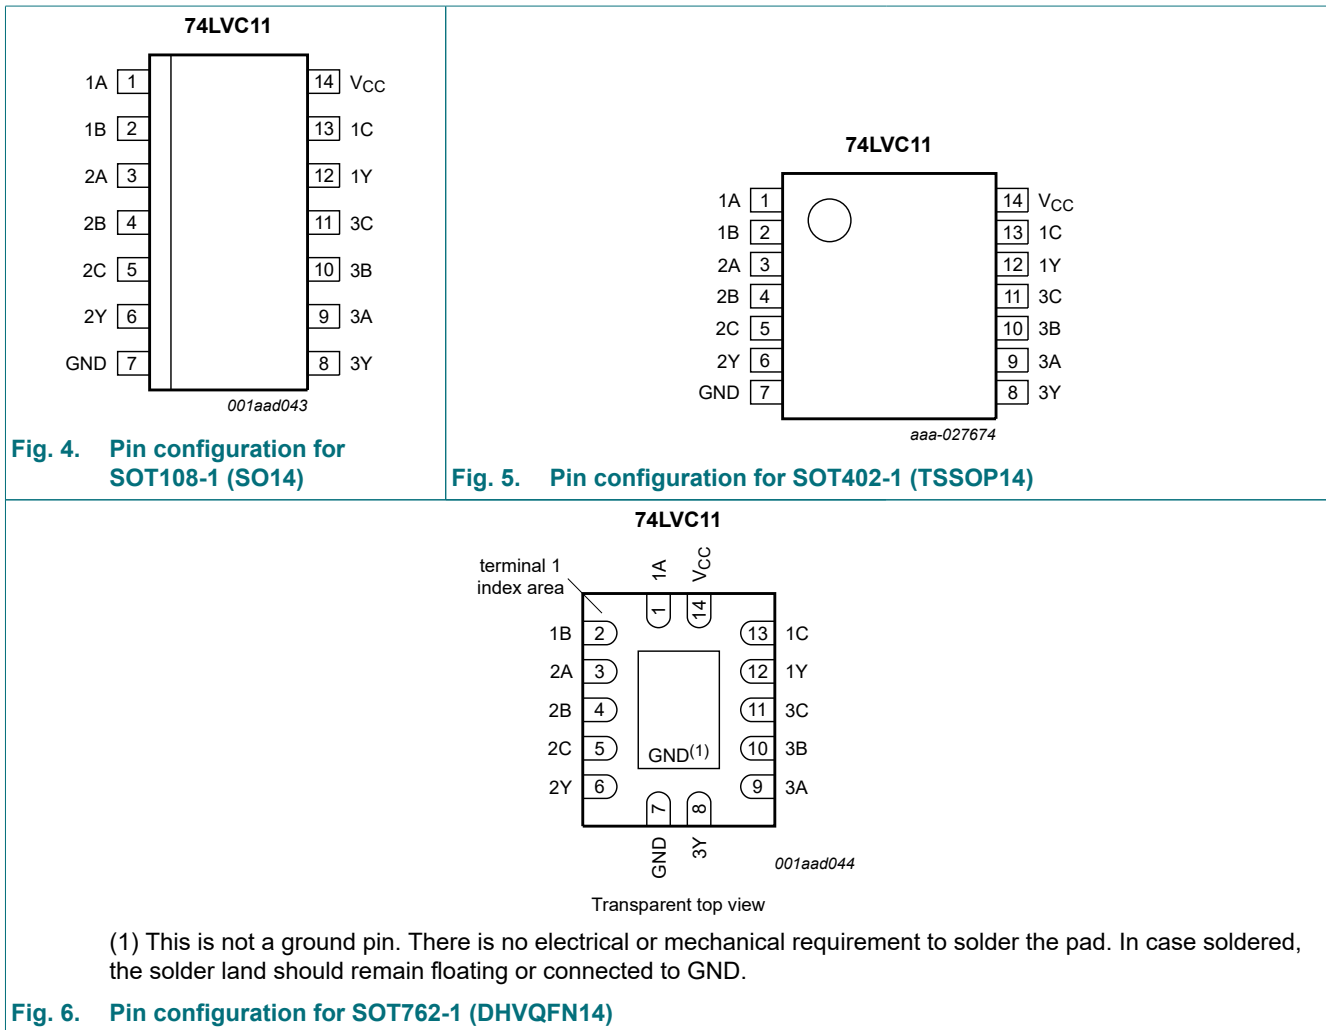 74LVC11
1A 1 14 VCC
1B 2 13 1C
2A 3 12 1Y
2B 4 11 3C
2C 5 10 3B
2Y 6 9 3A
GND 7 8 3Y
001aad043
Fig. 4. Pin configuration for
SOT108-1 (SO14)
74LVC11
1A 1 14 VCC
1B 2 13 1C
2A 3 12 1Y
2B 4 11 3C
2C 5 10 3B
2Y 6 9 3A
GND 7 8 3Y
aaa-027674
Fig. 5. Pin configuration for SOT402-1 (TSSOP14)
74LVC11
terminal 1
index area
1A VCC
1 14
1B 2 13 1C
2A 3 12 1Y
2B 4 11 3C
2C 5 10 3B
GND(1)
2Y 6 9 3A
7 8
GND 3Y
001aad044
Transparent top view
(1) This is not a ground pin. There is no electrical or mechanical requirement to solder the pad. In case soldered,
the solder land should remain floating or connected to GND.
Fig. 6. Pin configuration for SOT762-1 (DHVQFN14)